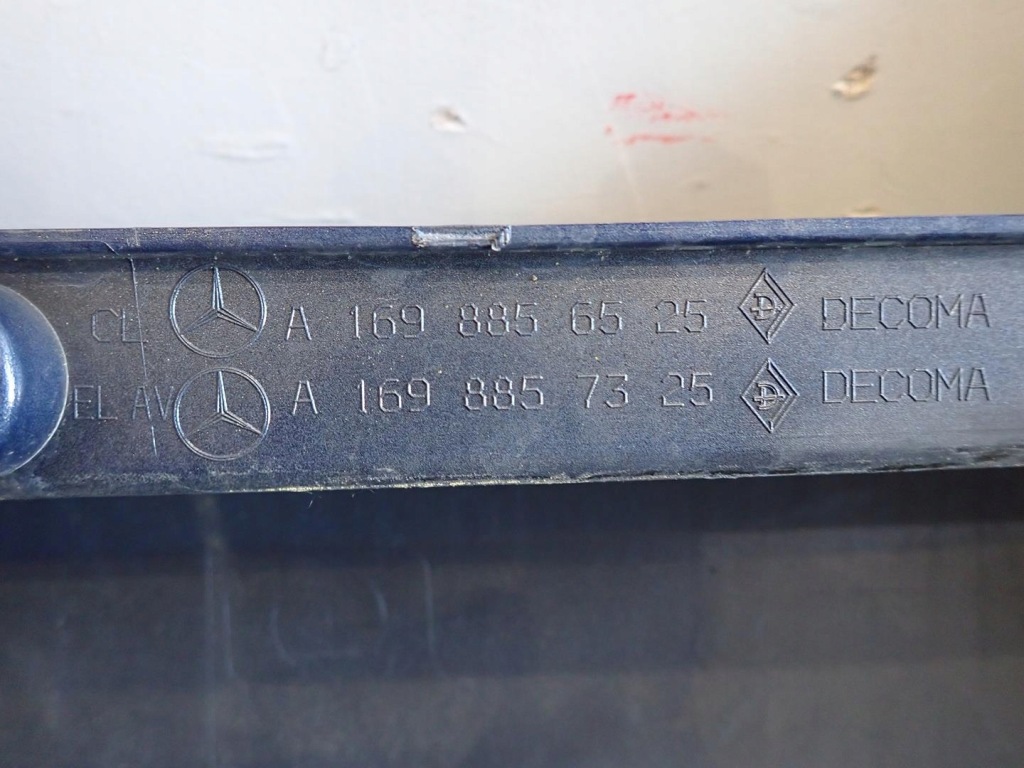 CL A 169 885 65 25 DECOMA
EL AV A 169 885 73 25 DECOMA